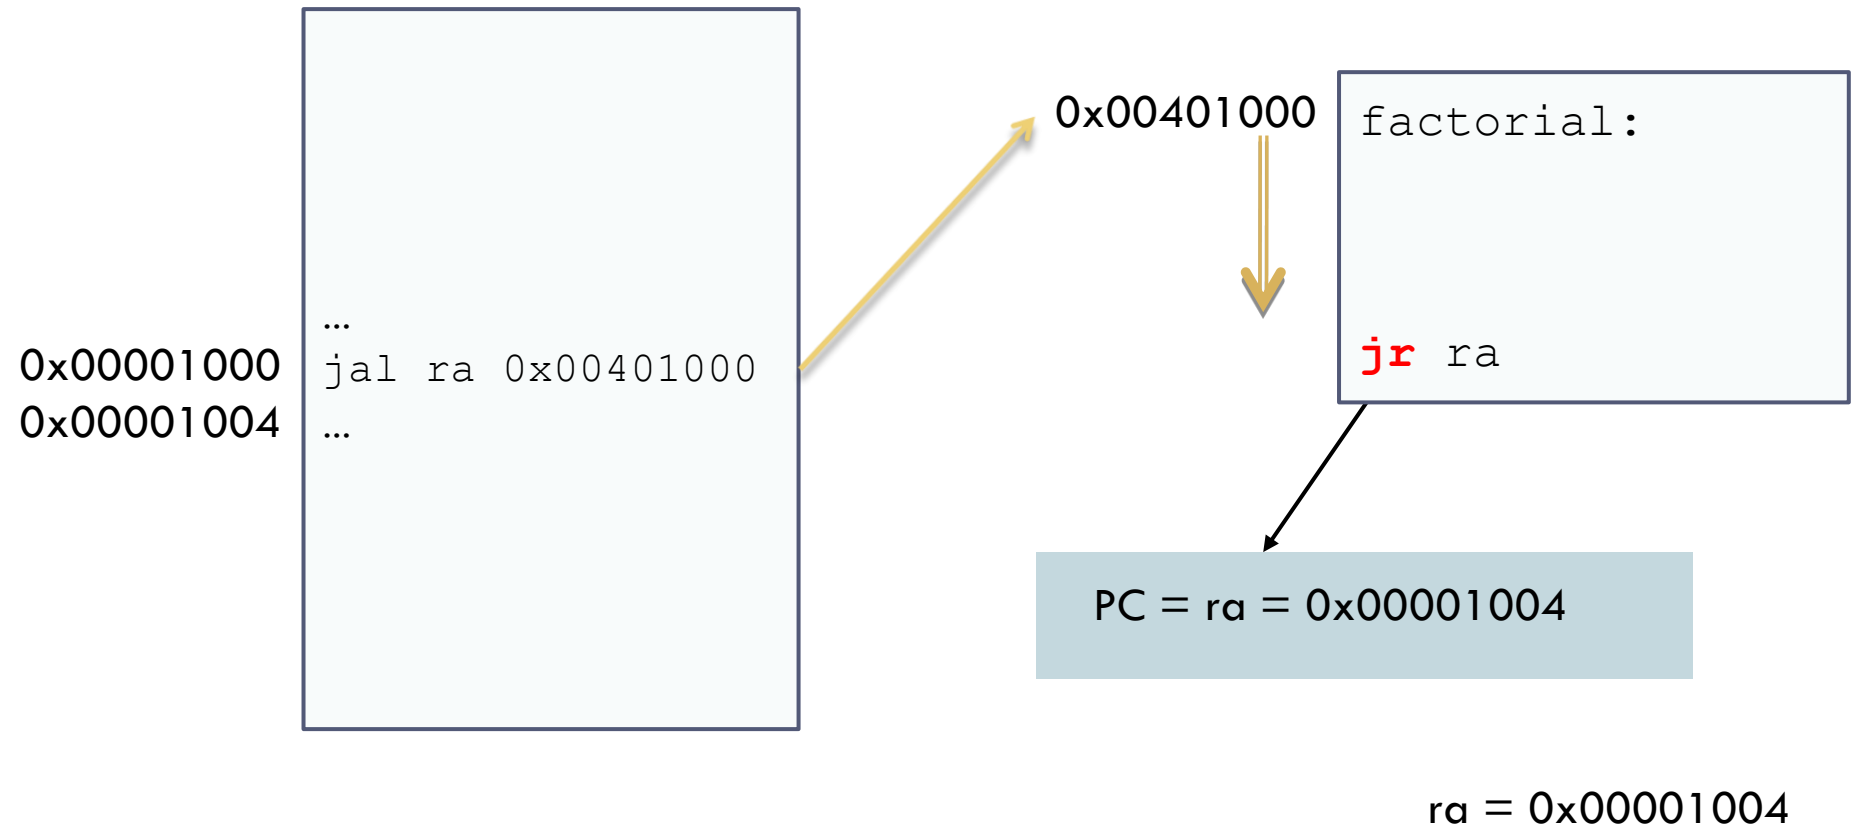 ...
0x00001000 jal ra 0x00401000
0x00001004 ...
0x00401000 factorial:
jr ra
PC = ra = 0x00001004
ra = 0x00001004